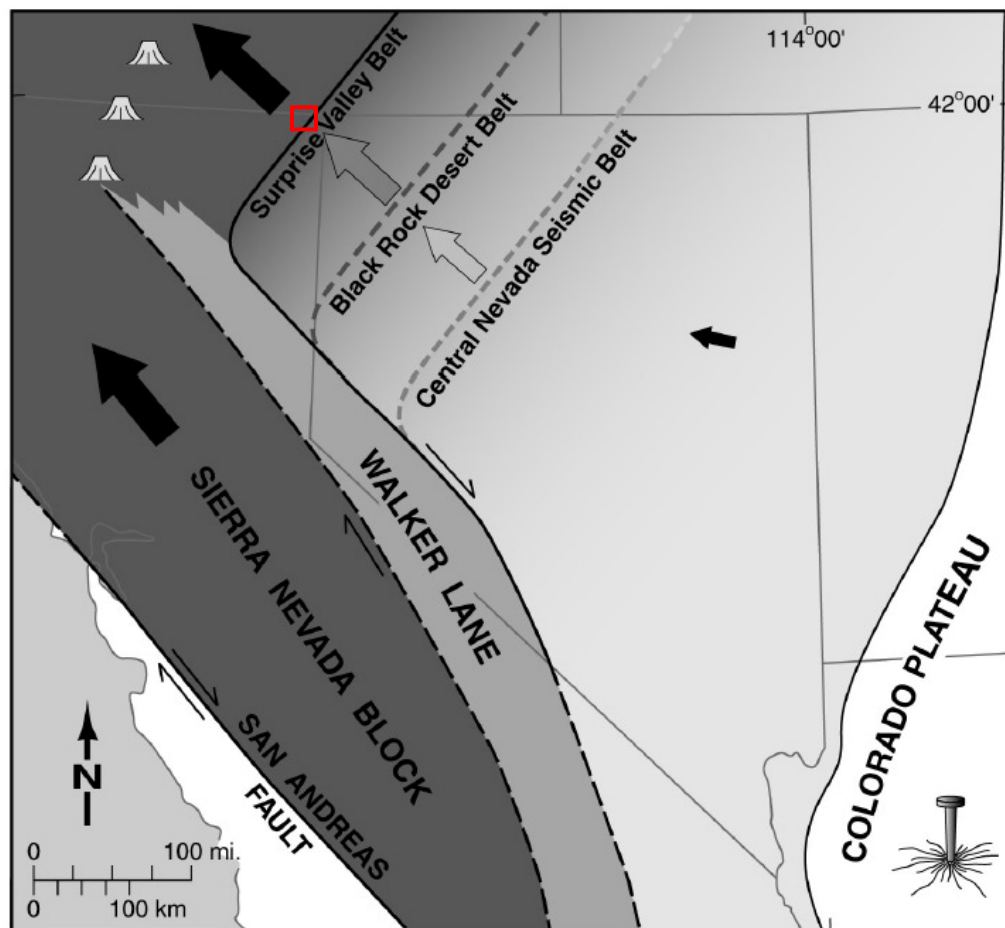 114°00'
42°00'
Surprise Valley Belt
Black Rock Desert Belt
Central Nevada Seismic Belt
WALKER LANE
SIERRA NEVADA BLOCK
SAN ANDREAS
FAULT
COLORADO PLATEAU
N
0 100 mi.
0 100 km